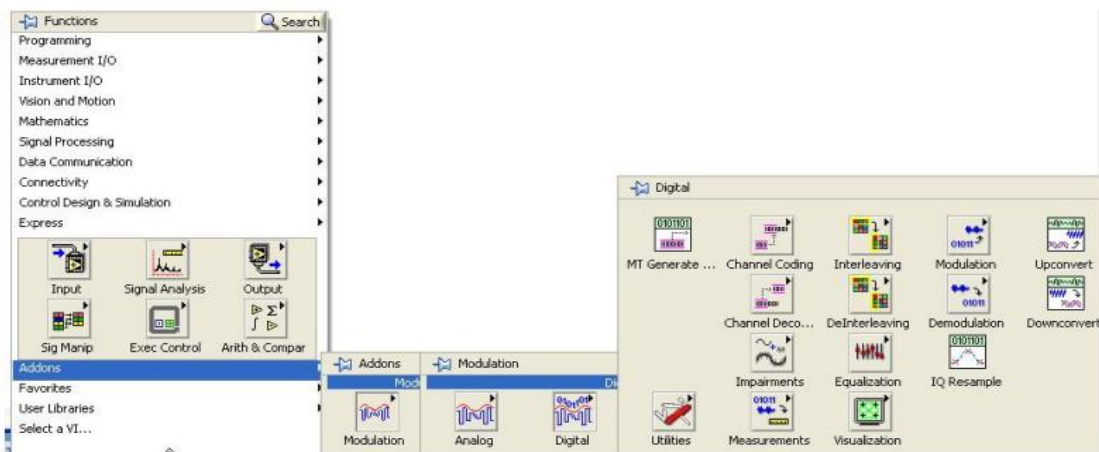 Functions Search
Programming
Measurement I/O
Instrument I/O
Vision and Motion
Mathematics
Signal Processing
Data Communication
Connectivity
Control Design & Simulation
Express
Input Signal Analysis Output
Sig Manip Exec Control Arith & Compar
Addons
Favorites
User Libraries
Select a VI...
Addons
Mod
Modulation
Modulation
Di
Analog Digital
Digital
MT Generate ... Channel Coding Interleaving Modulation Upconvert
Channel Deco... DeInterleaving Demodulation Downconvert
Impairments Equalization IQ Resample
Utilities Measurements Visualization